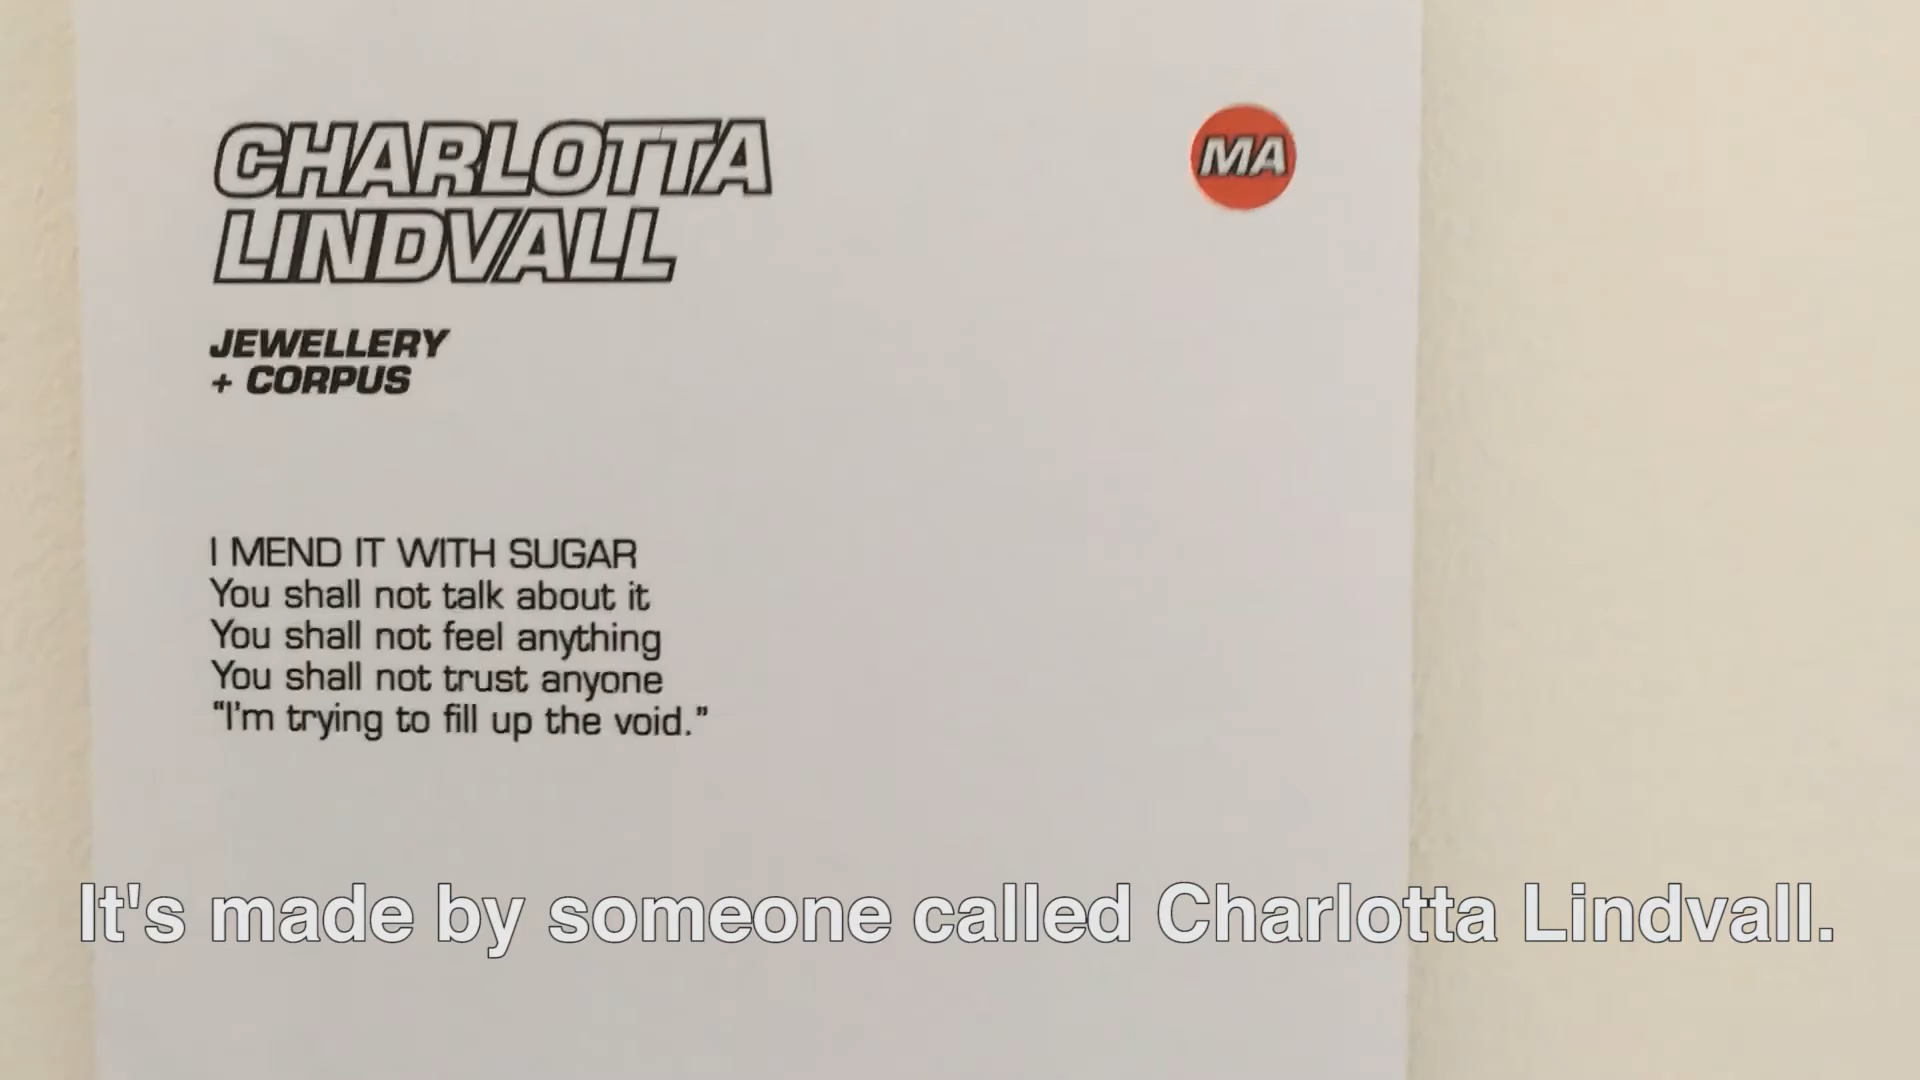 CHARLOTTA
LINDVALL
MA
JEWELLERY
+ CORPUS
I MEND IT WITH SUGAR
You shall not talk about it
You shall not feel anything
You shall not trust anyone
“I'm trying to fill up the void.”
It's made by someone called Charlotta Lindvall.